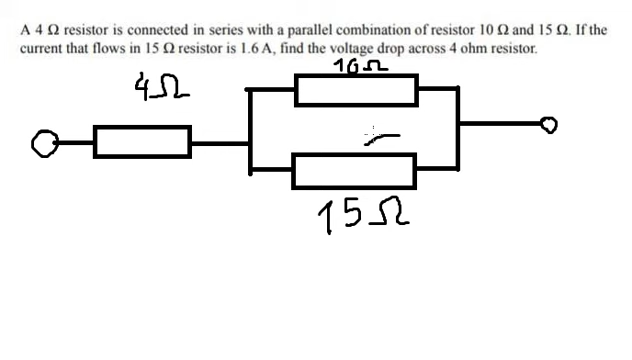 A 4 Ω resistor is connected in series with a parallel combination of resistor 10 Ω and 15 Ω. If the
current that flows in 15 Ω resistor is 1.6 A, find the voltage drop across 4 ohm resistor.
10Ω
4Ω
15Ω